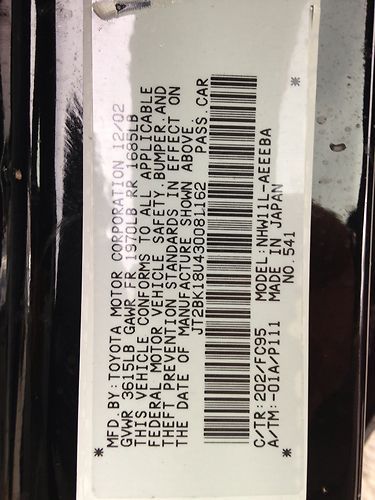 MFD.BY:TOYOTA MOTOR CORPORATION 12/02
GVWR 3615LB GAWR FR 1970LB RR 1685LB
THIS VEHICLE CONFORMS TO ALL APPLICABLE
FEDERAL MOTOR VEHICLE SAFETY,BUMPER,AND
THEFT PREVENTION STANDARDS IN EFFECT ON
THE DATE OF MANUFACTURE SHOWN ABOVE.
JT2BK18U430081162 PASS.CAR
C/TR:202/FC95 MODEL:NHW11L-AEEEBA
A/TM:-01A/P111 MADE IN JAPAN
* NO.541 *